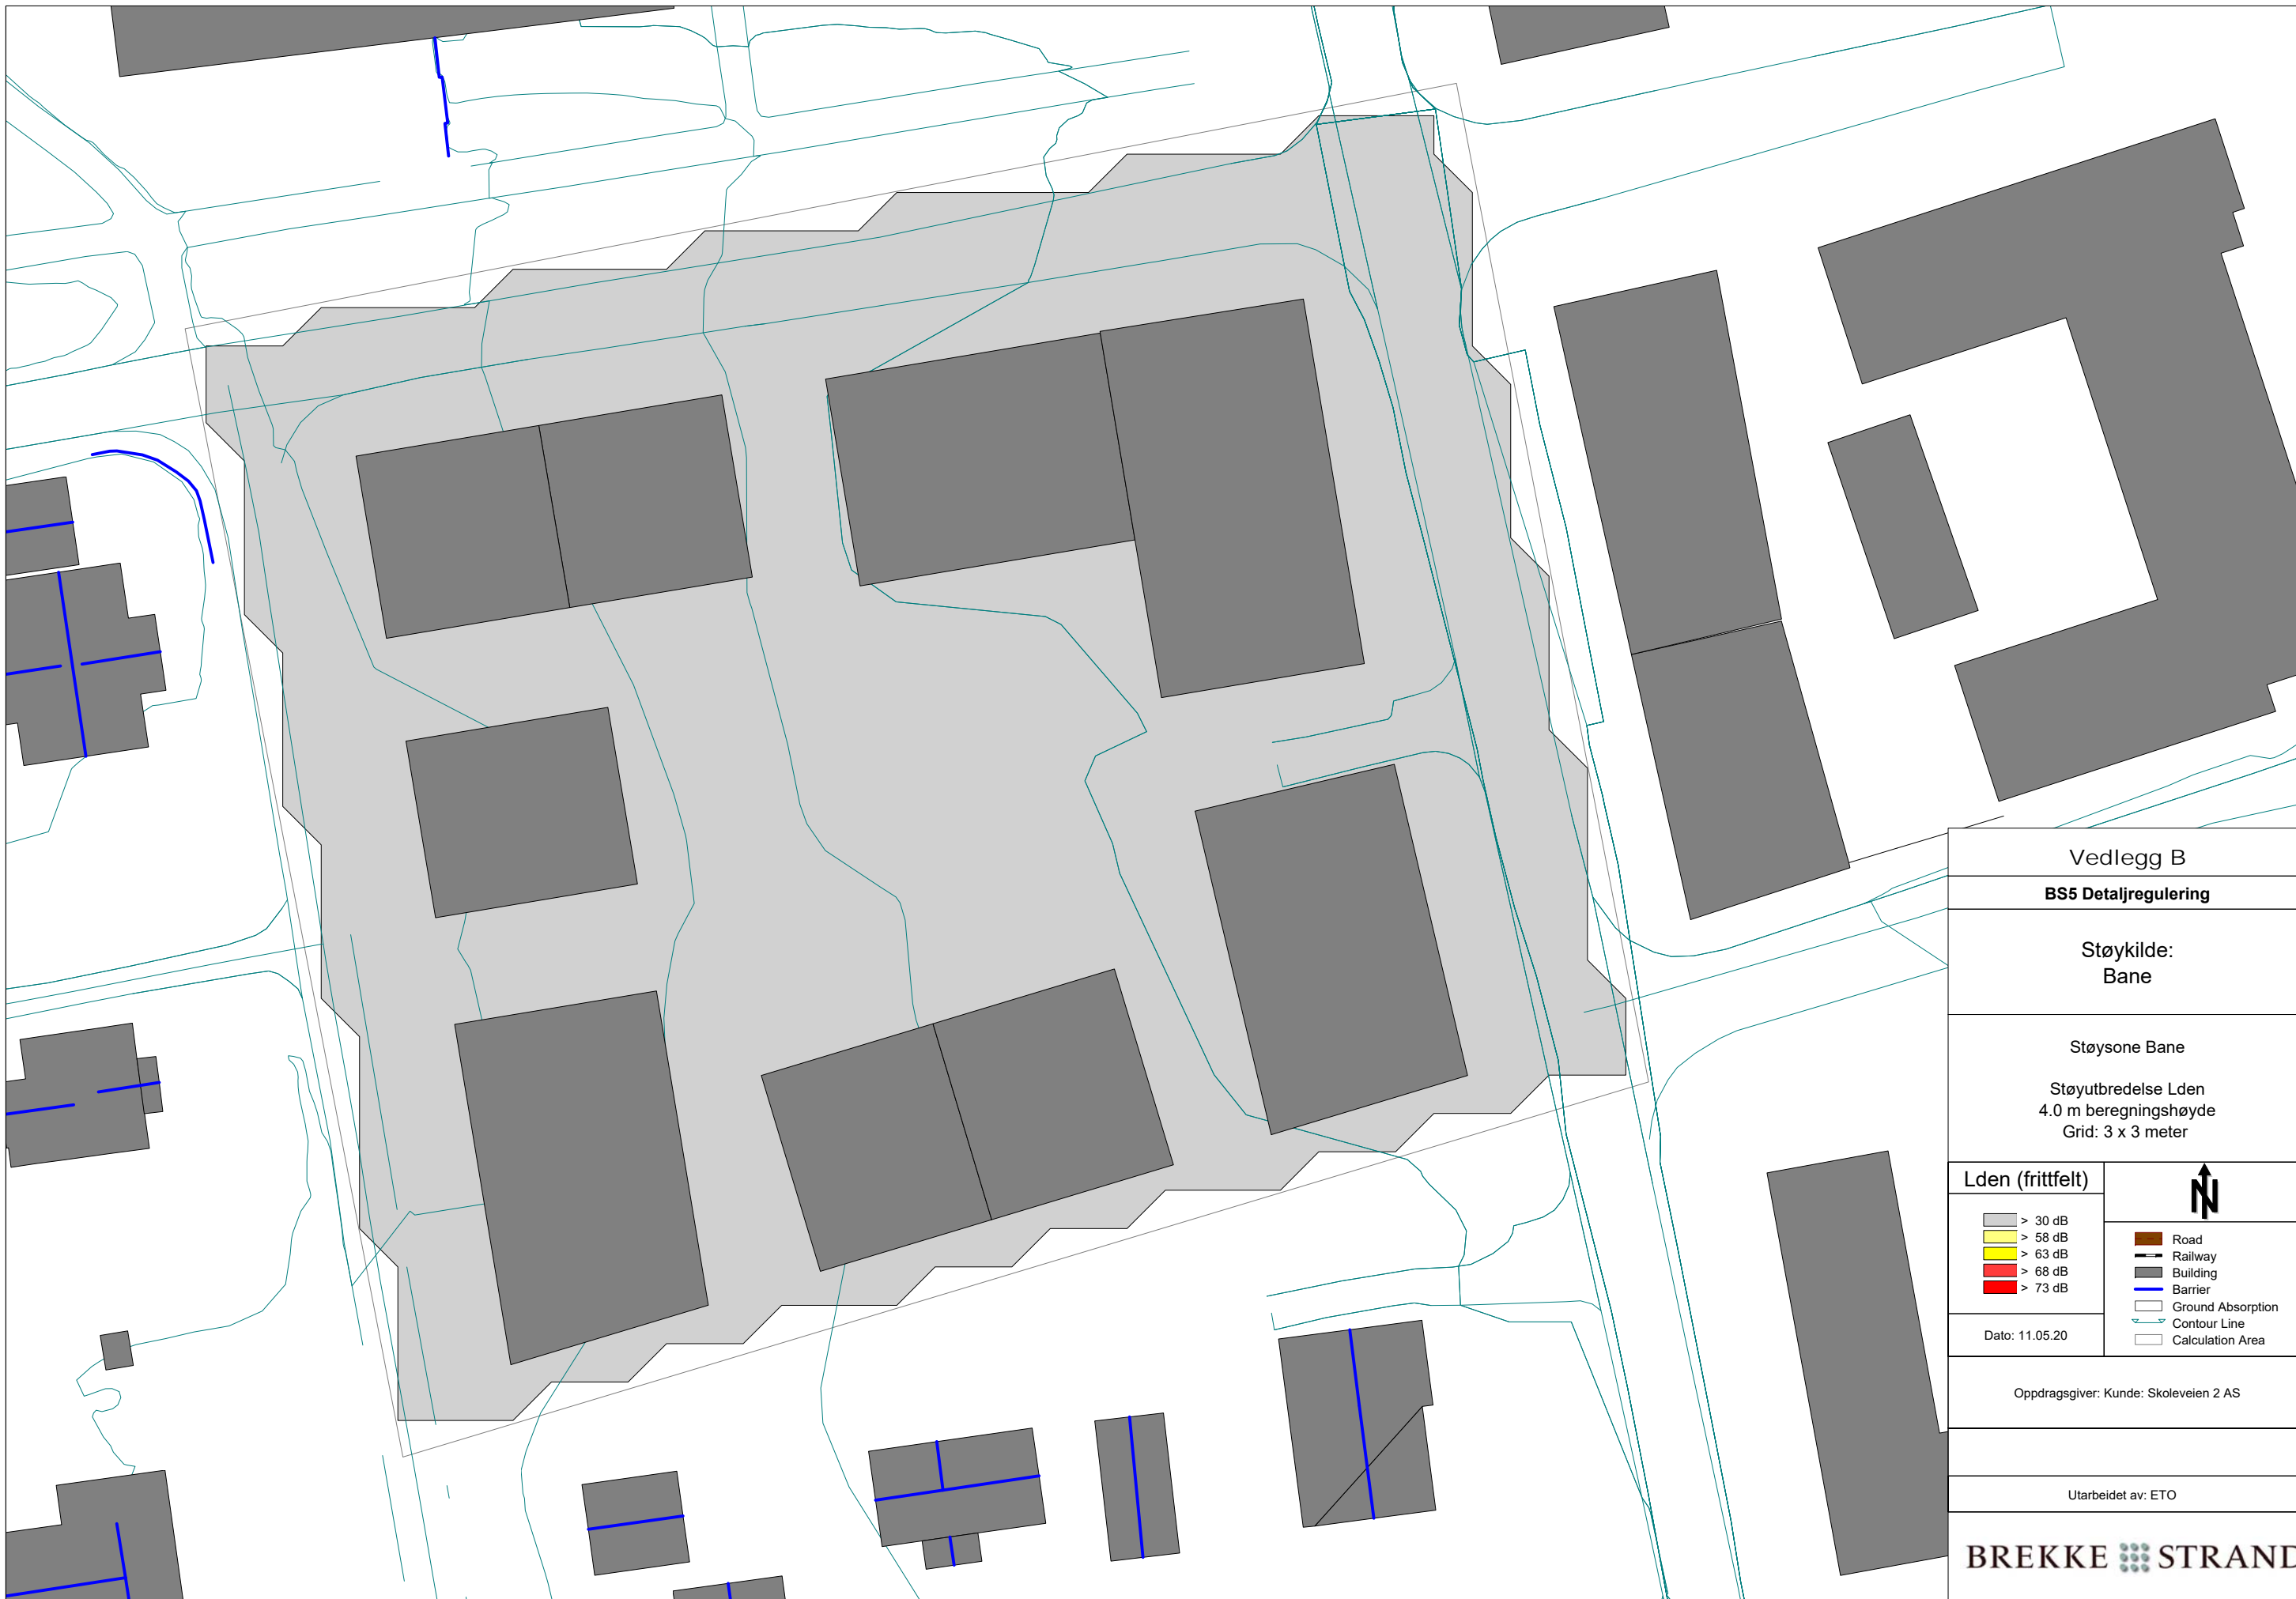 Vedlegg B
BS5 Detaljregulering
Støykilde:
Bane
Støysone Bane
Støyutbredelse Lden
4.0 m beregningshøyde
Grid: 3 x 3 meter
Lden (frittfelt)
> 30 dB
> 58 dB
> 63 dB
> 68 dB
> 73 dB
Dato: 11.05.20
N
Road
Railway
Building
Barrier
Ground Absorption
Contour Line
Calculation Area
Oppdragsgiver: Kunde: Skoleveien 2 AS
Utarbeidet av: ETO
BREKKE STRAND